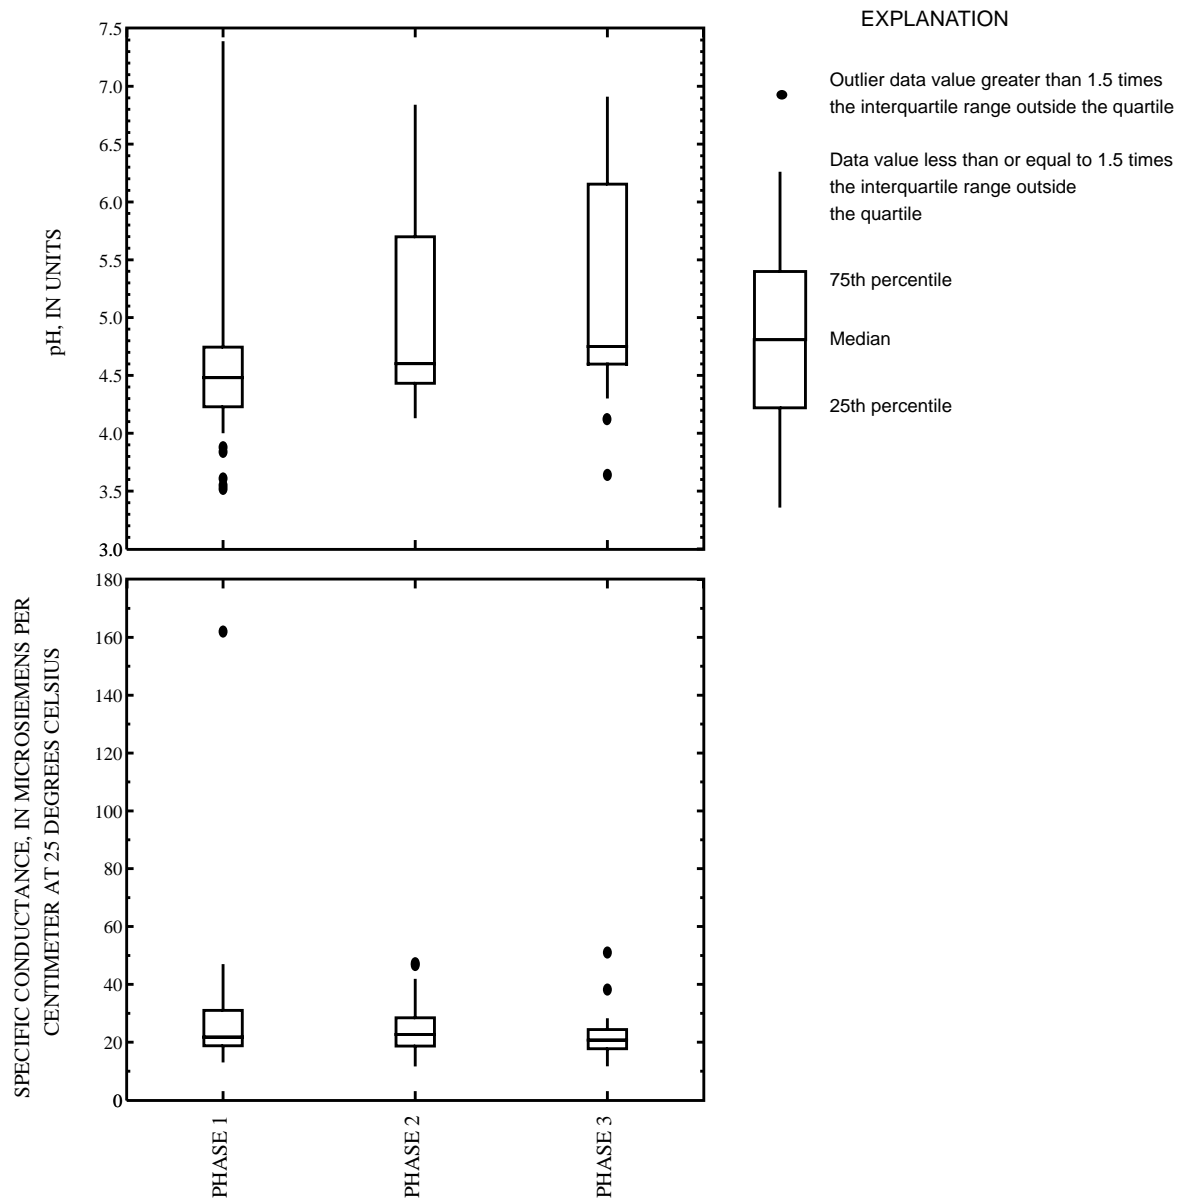 EXPLANATION
Outlier data value greater than 1.5 times
the interquartile range outside the quartile
Data value less than or equal to 1.5 times
the interquartile range outside
the quartile
75th percentile
Median
25th percentile
pH, IN UNITS
7.5
7.0
6.5
6.0
5.5
5.0
4.5
4.0
3.5
3.0
SPECIFIC CONDUCTANCE, IN MICROSIEMENS PER
CENTIMETER AT 25 DEGREES CELSIUS
180
160
140
120
100
80
60
40
20
0
PHASE 1
PHASE 2
PHASE 3